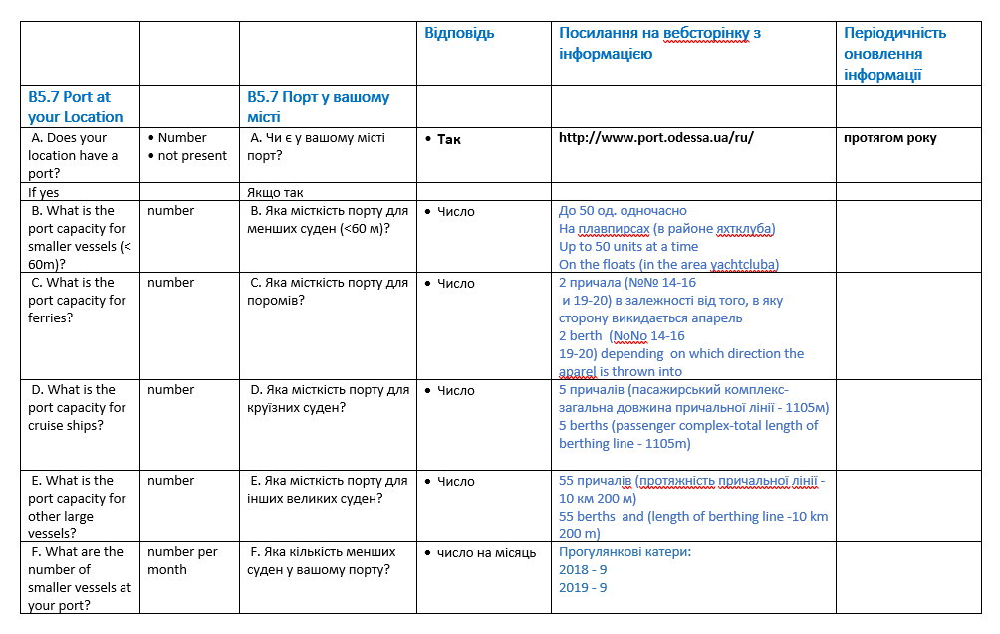 Відповідь
Посилання на вебсторінку з
інформацією
Періодичність
оновлення
інформації
B5.7 Port at
your Location
B5.7 Порт у вашому
місті
A. Does your
location have a
port?
• Number
• not present
A. Чи є у вашому місті
порт?
• Так
http://www.port.odessa.ua/ru/
протягом року
If yes
Якщо так
B. What is the
port capacity for
smaller vessels (<
60m)?
number
B. Яка місткість порту для
менших суден (<60 м)?
• Число
До 50 од. одночасно
На плавпирсах (в районе яхтклуба)
Up to 50 units at a time
On the floats (in the area yachtcluba)
C. What is the
port capacity for
ferries?
number
C. Яка місткість порту для
поромів?
• Число
2 причала (№№ 14-16
и 19-20) в залежності від того, в яку
сторону викидається апарель
2 berth (NoNo 14-16
19-20) depending on which direction the
aparel is thrown into
D. What is the
port capacity for
cruise ships?
number
D. Яка місткість порту для
круїзних суден?
• Число
5 причалів (пасажирський комплекс-
загальна довжина причальної лінії - 1105м)
5 berths (passenger complex-total length of
berthing line - 1105m)
E. What is the
port capacity for
other large
vessels?
number
E. Яка місткість порту для
інших великих суден?
• Число
55 причалів (протяжність причальної лінії -
10 км 200 м)
55 berths and (length of berthing line -10 km
200 m)
F. What are the
number of
smaller vessels at
your port?
number per
month
F. Яка кількість менших
суден у вашому порту?
• число на місяць
Прогулянкові катери:
2018 - 9
2019 - 9